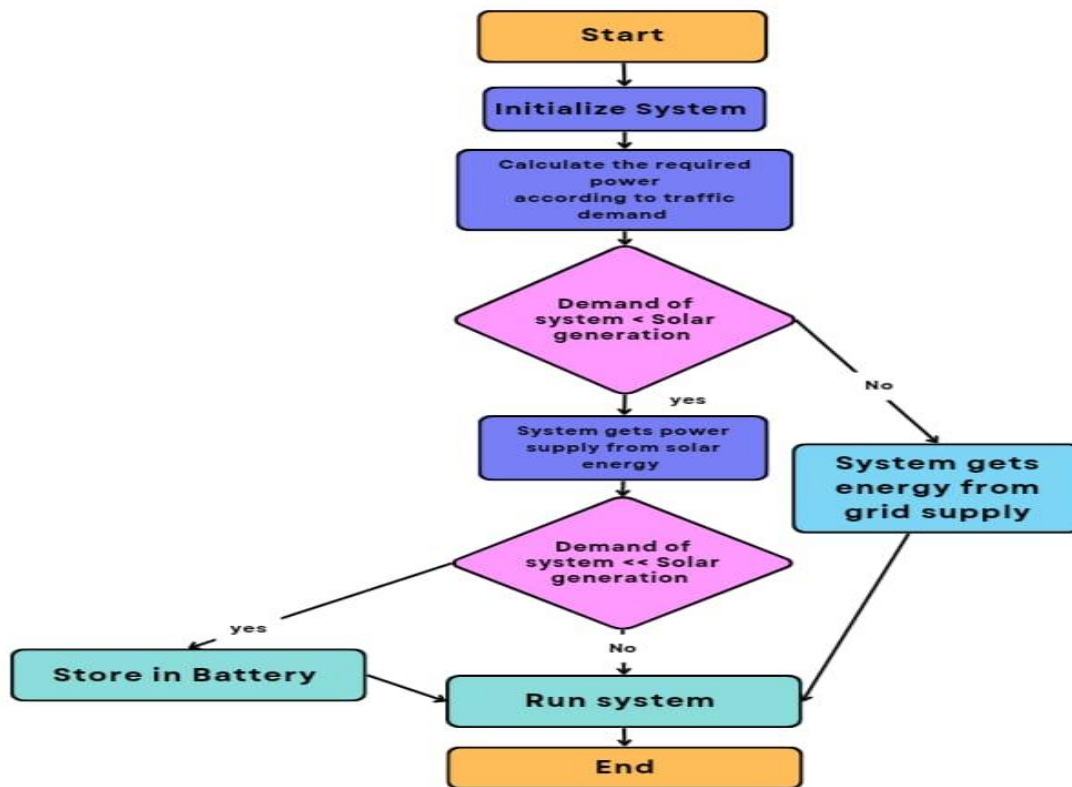 Start
Initialize System
Calculate the required
power
according to traffic
demand
Demand of
system < Solar
generation
No
yes
System gets power
supply from solar
energy
System gets
energy from
grid supply
Demand of
system << Solar
generation
yes
No
Store in Battery
Run system
End